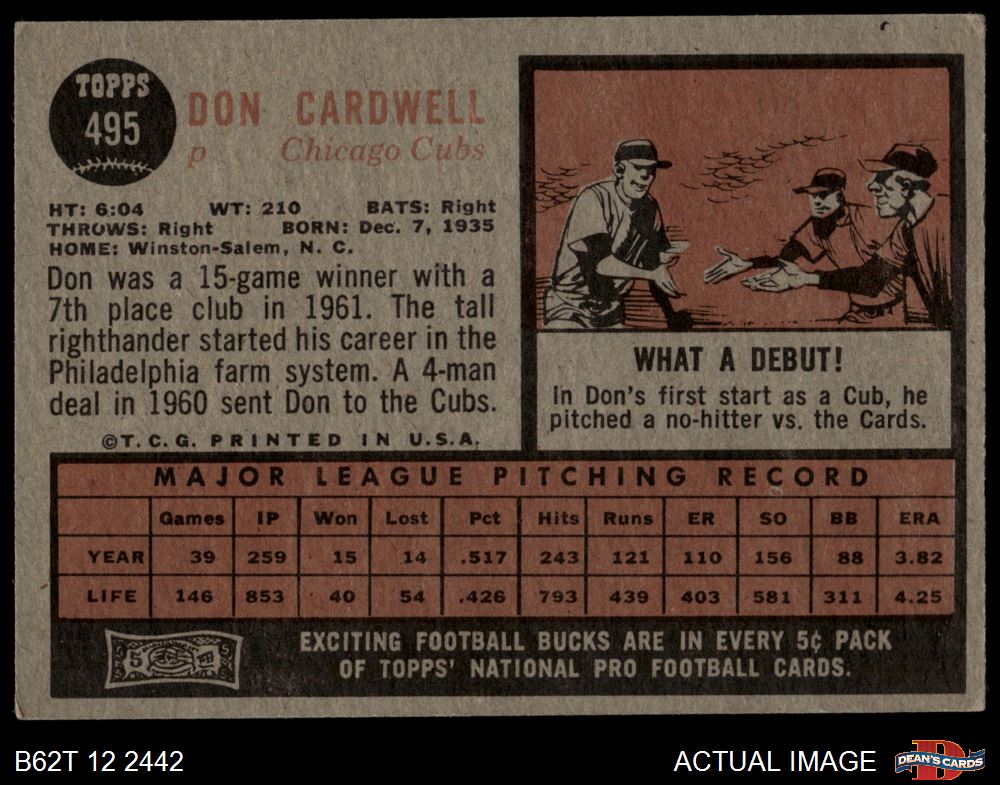 TOPPS
495
DON CARDWELL
p Chicago Cubs
HT: 6:04 WT: 210 BATS: Right
THROWS: Right BORN: Dec. 7, 1935
HOME: Winston-Salem, N. C.
Don was a 15-game winner with a
7th place club in 1961. The tall
righthander started his career in the
Philadelphia farm system. A 4-man
deal in 1960 sent Don to the Cubs.
©T. C. G. PRINTED IN U.S.A.
WHAT A DEBUT!
In Don's first start as a Cub, he
pitched a no-hitter vs. the Cards.
MAJOR LEAGUE PITCHING RECORD
Games IP Won Lost Pct Hits Runs ER SO BB ERA
YEAR 39 259 15 14 .517 243 121 110 156 88 3.82
LIFE 146 853 40 54 .426 793 439 403 581 311 4.25
5
EXCITING FOOTBALL BUCKS ARE IN EVERY 5¢ PACK
OF TOPPS' NATIONAL PRO FOOTBALL CARDS.
B62T 12 2442
ACTUAL IMAGE
DEAN'S CARDS